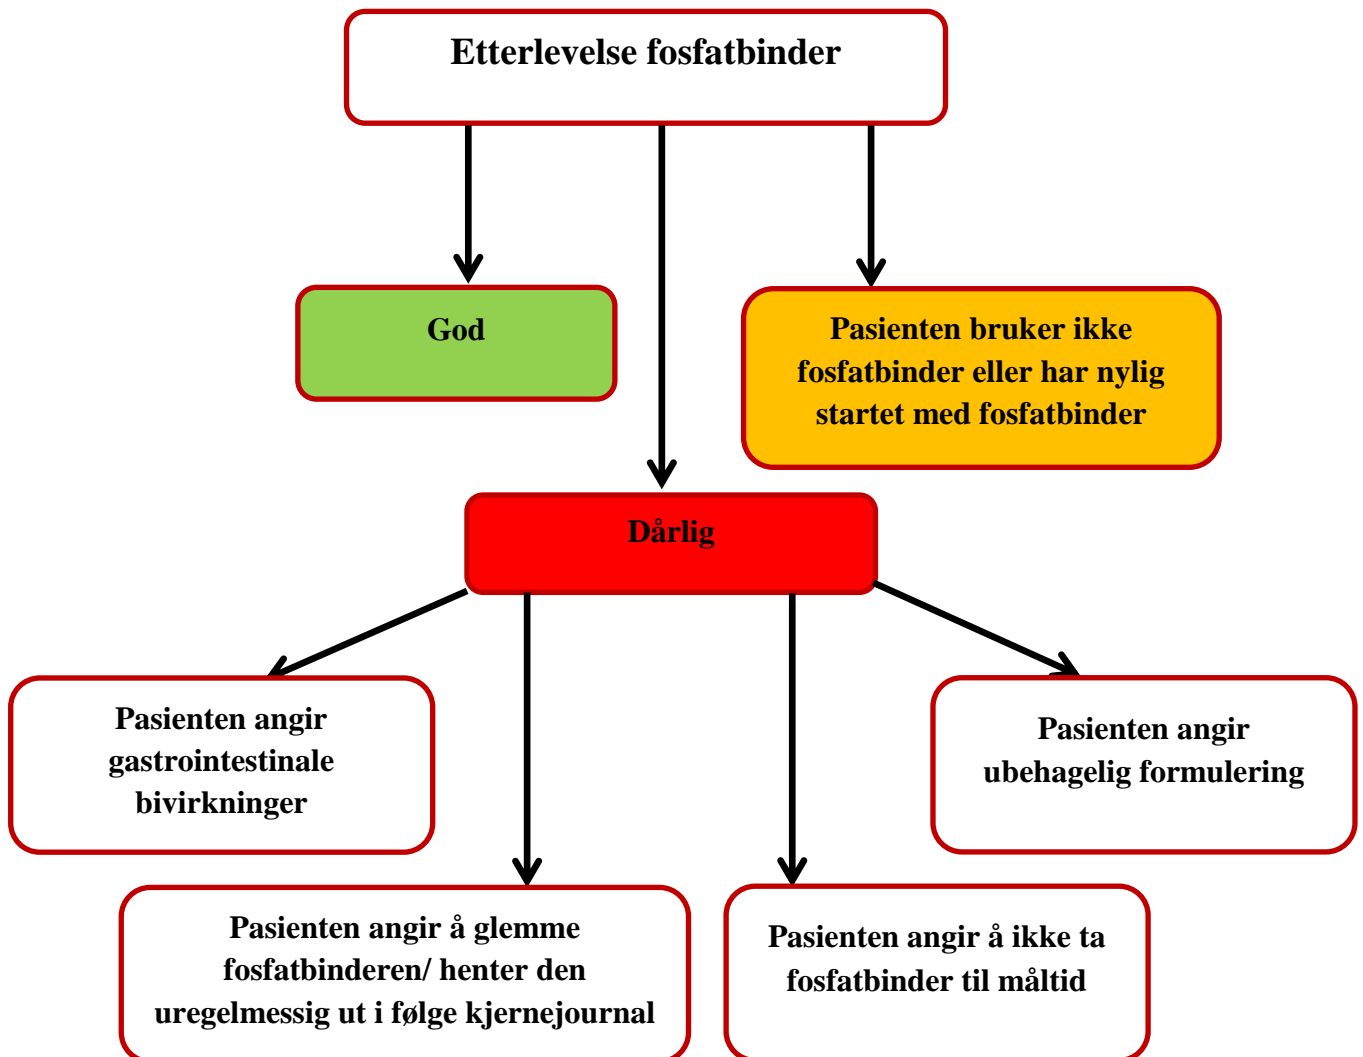 Etterlevelse fosfatbinder
God
Pasienten bruker ikke
fosfatbinder eller har nylig
startet med fosfatbinder
Dårlig
Pasienten angir
gastrointestinale
bivirkninger
Pasienten angir
ubehagelig formulering
Pasienten angir å glemme
fosfatbinderen/ henter den
uregelmessig ut i følge kjernejournal
Pasienten angir å ikke ta
fosfatbinder til måltid